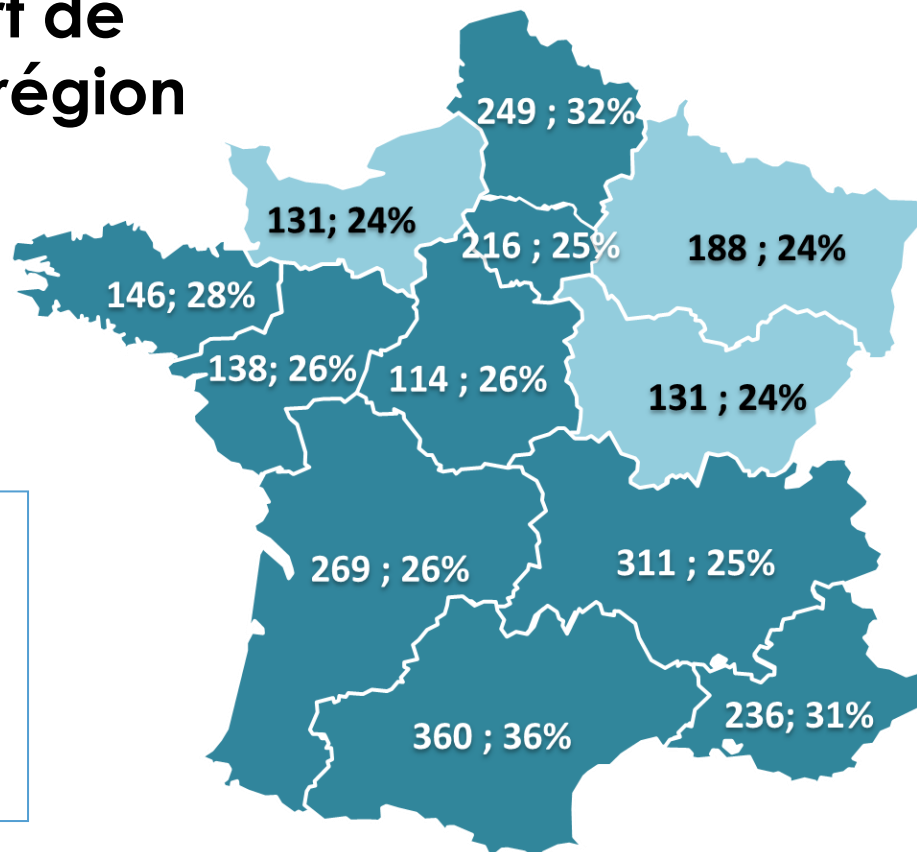 rt de
région
249 ; 32%
131; 24%
216 ; 25%
188 ; 24%
146; 28%
138; 26%
114 ; 26%
131 ; 24%
269 ; 26%
311 ; 25%
236; 31%
360 ; 36%